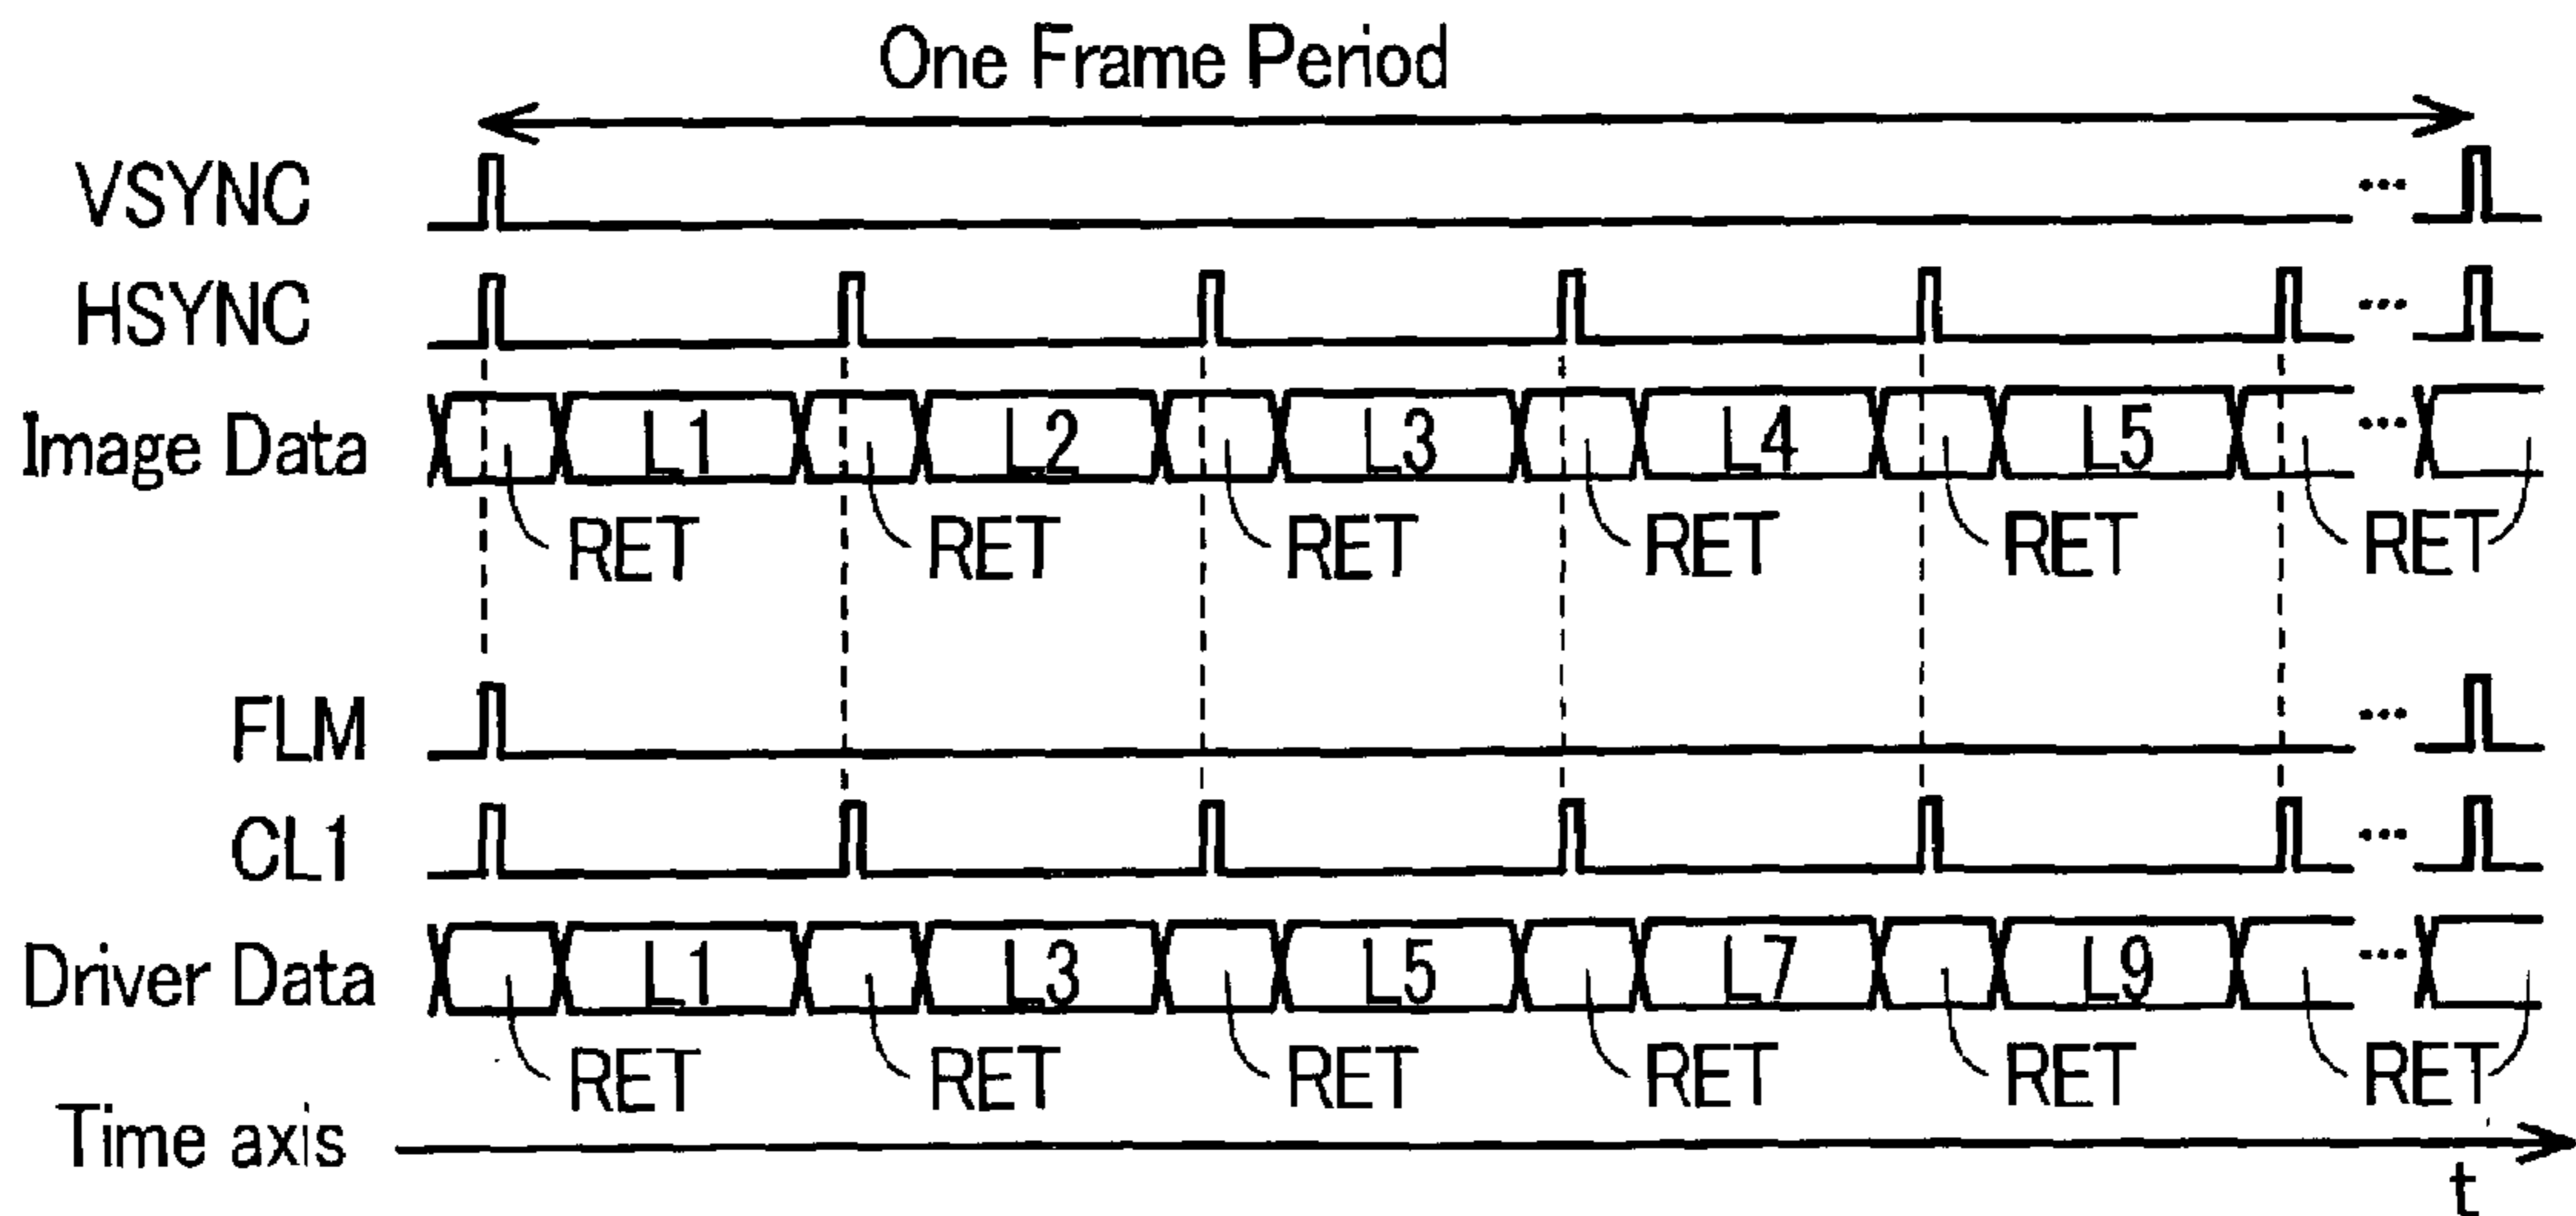 One Frame Period
VSYNC ...
HSYNC ...
Image Data L1 L2 L3 L4 L5 ...
RET RET RET RET RET RET
FLM ...
CL1 ...
Driver Data L1 L3 L5 L7 L9 ...
RET RET RET RET RET RET
Time axis
t